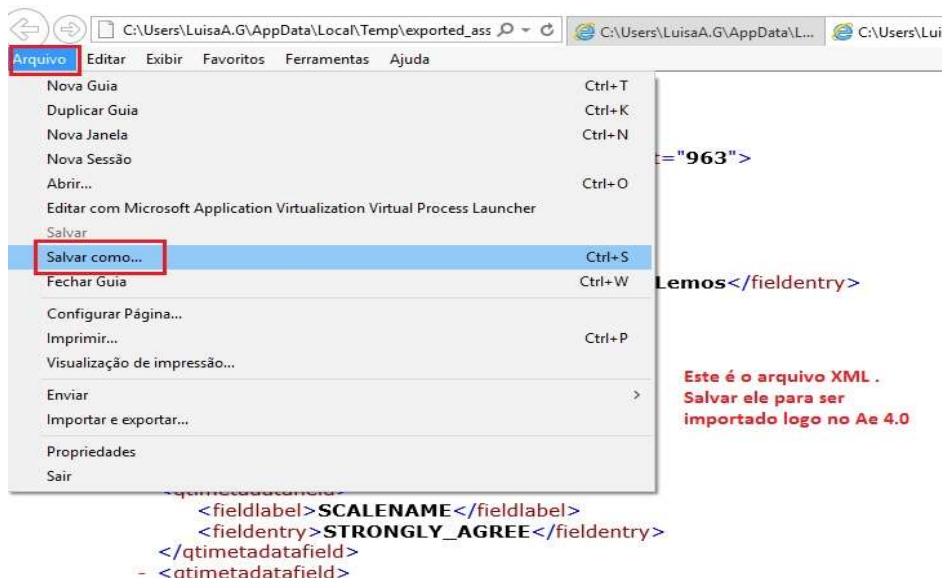 C:\Users\LuisaA.G\AppData\Local\Temp\exported_ass
C:\Users\LuisaA.G\AppData\L...
C:\Users\Lui
Arquivo Editar Exibir Favoritos Ferramentas Ajuda
Nova Guia Ctrl+T
Duplicar Guia Ctrl+K
Nova Janela Ctrl+N
Nova Sessão
t="963">
Abrir... Ctrl+O
Editar com Microsoft Application Virtualization Virtual Process Launcher
Salvar
Salvar como... Ctrl+S
Fechar Guia Ctrl+W
Lemos</fieldentry>
Configurar Página...
Imprimir... Ctrl+P
Visualização de impressão...
Enviar >
Importar e exportar...
Propriedades
Sair
Este é o arquivo XML .
Salvar ele para ser
importado logo no Ae 4.0
<qtimetadatafield>
<fieldlabel>SCALENAME</fieldlabel>
<fieldentry>STRONGLY_AGREE</fieldentry>
</qtimetadatafield>
- <qtimetadatafield>